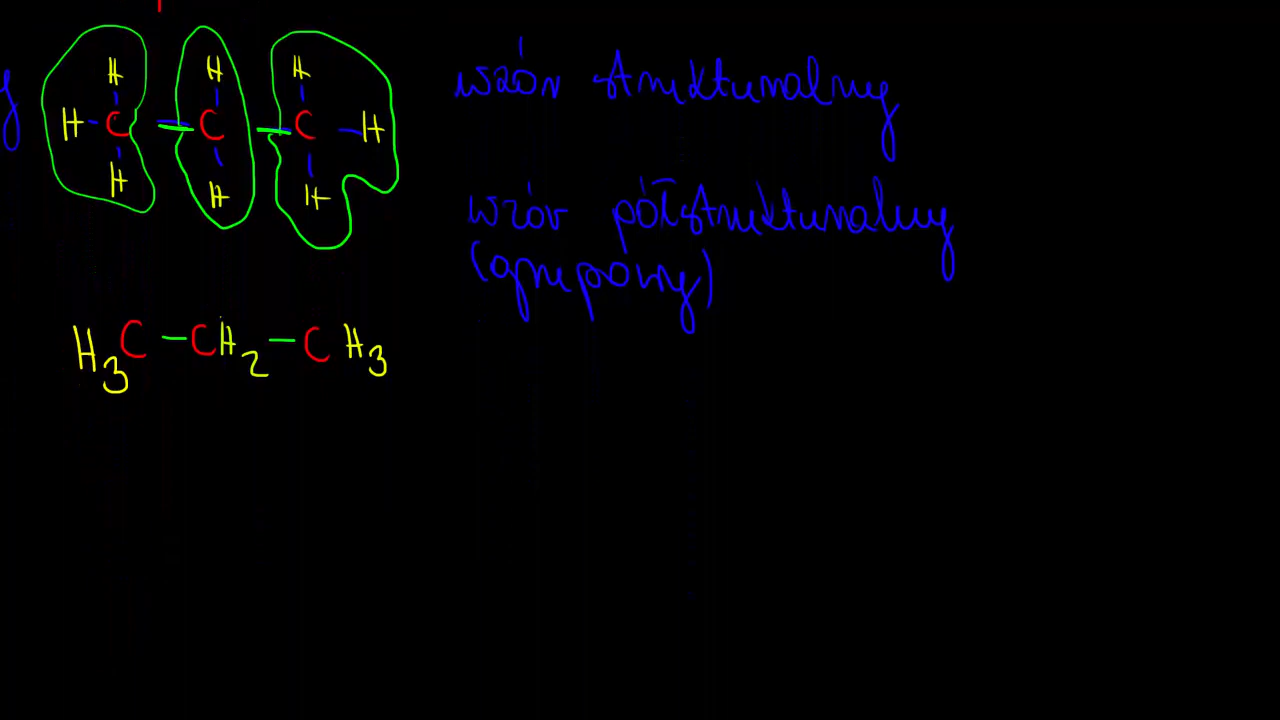 H H H
H - C - C - C - H
H H H
wzór strukturalny
wzór półstrukturalny
(grupowy)
H3C - CH2 - CH3